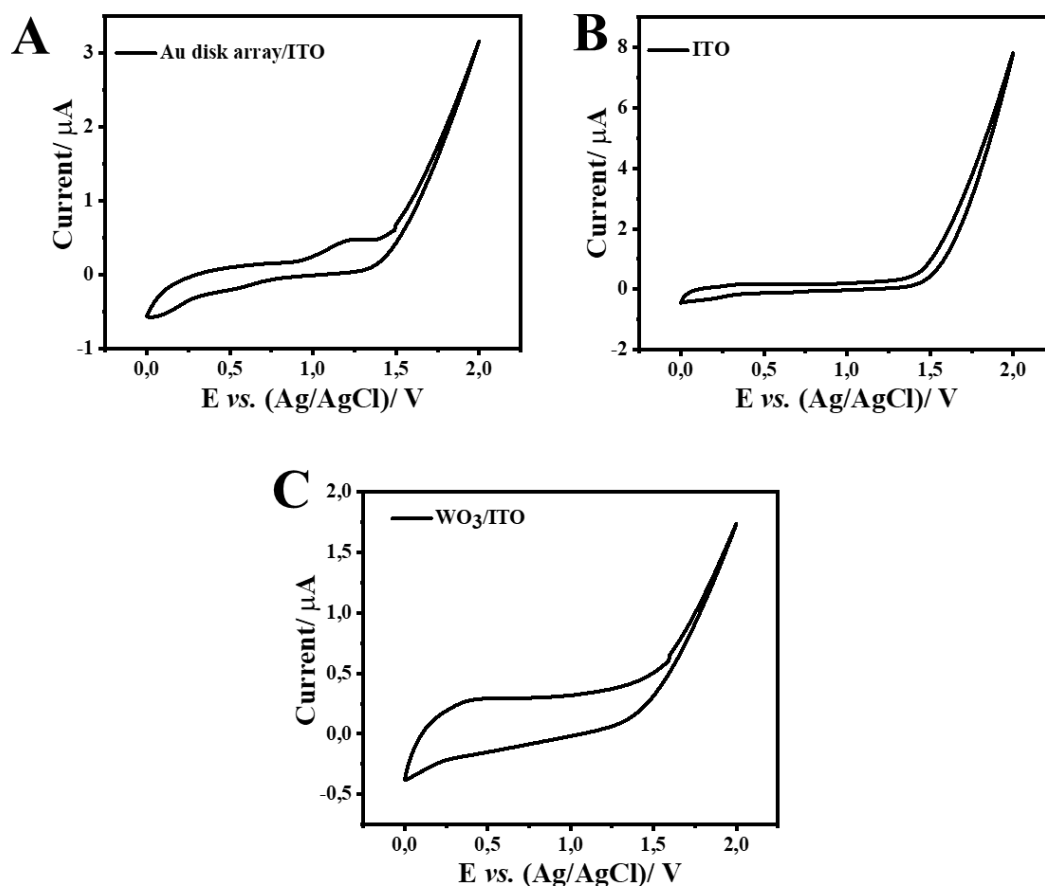 A
Au disk array/ITO
Current/ μA
3
2
1
0
-1
0,0 0,5 1,0 1,5 2,0
E vs. (Ag/AgCl)/ V
B
ITO
Current/ μA
8
6
4
2
0
-2
0,0 0,5 1,0 1,5 2,0
E vs. (Ag/AgCl)/ V
C
WO3/ITO
Current/ μA
2,0
1,5
1,0
0,5
0,0
-0,5
0,0 0,5 1,0 1,5 2,0
E vs. (Ag/AgCl)/ V